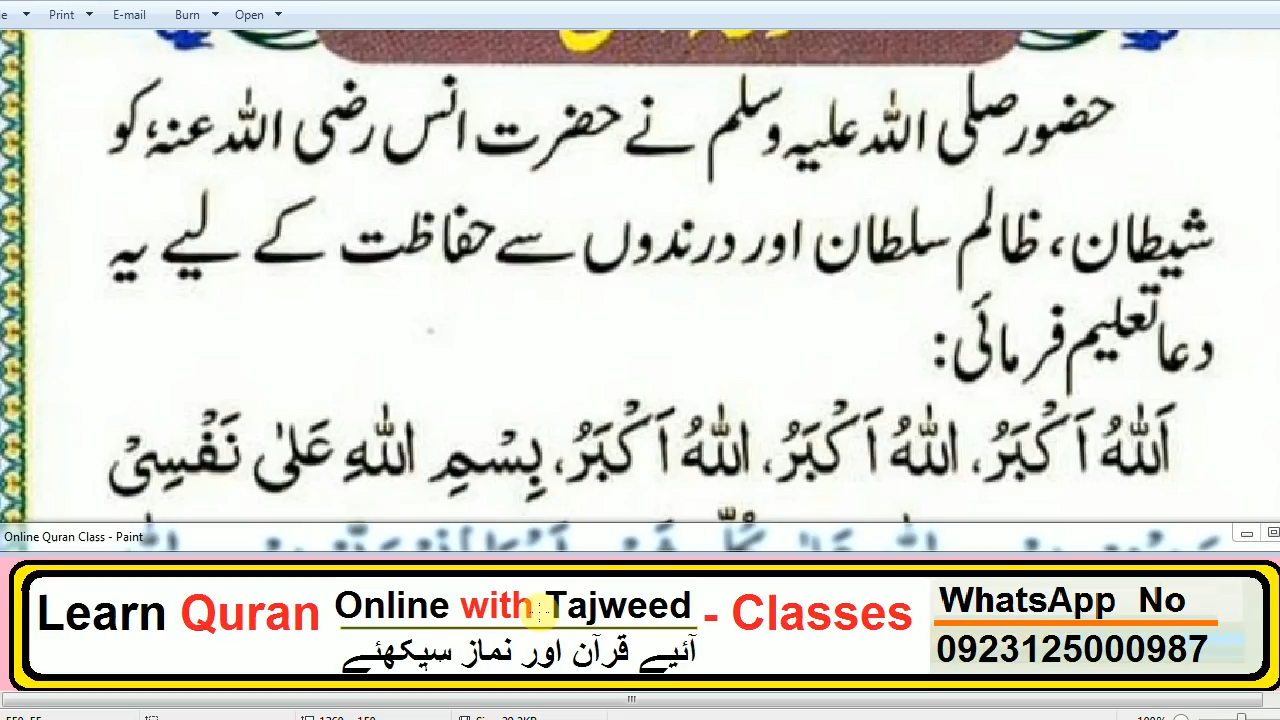 Print E-mail Burn Open
حضور صلی اللہ علیہ وسلم نے حضرت انس رضی اللہ عنہ، کو
شیطان، ظالم سلطان اور درندوں سے حفاظت کے لیے یہ
دعا تعلیم فرمائی:
اَللّٰهُ اَكْبَرُ، اَللّٰهُ اَكْبَرُ، اَللّٰهُ اَكْبَرُ، بِسْمِ اللّٰهِ عَلٰى نَفْسِىْ
Online Quran Class - Paint
Learn Quran Online with Tajweed - Classes
آئیے قرآن اور نماز سیکھئے
WhatsApp No
0923125000987